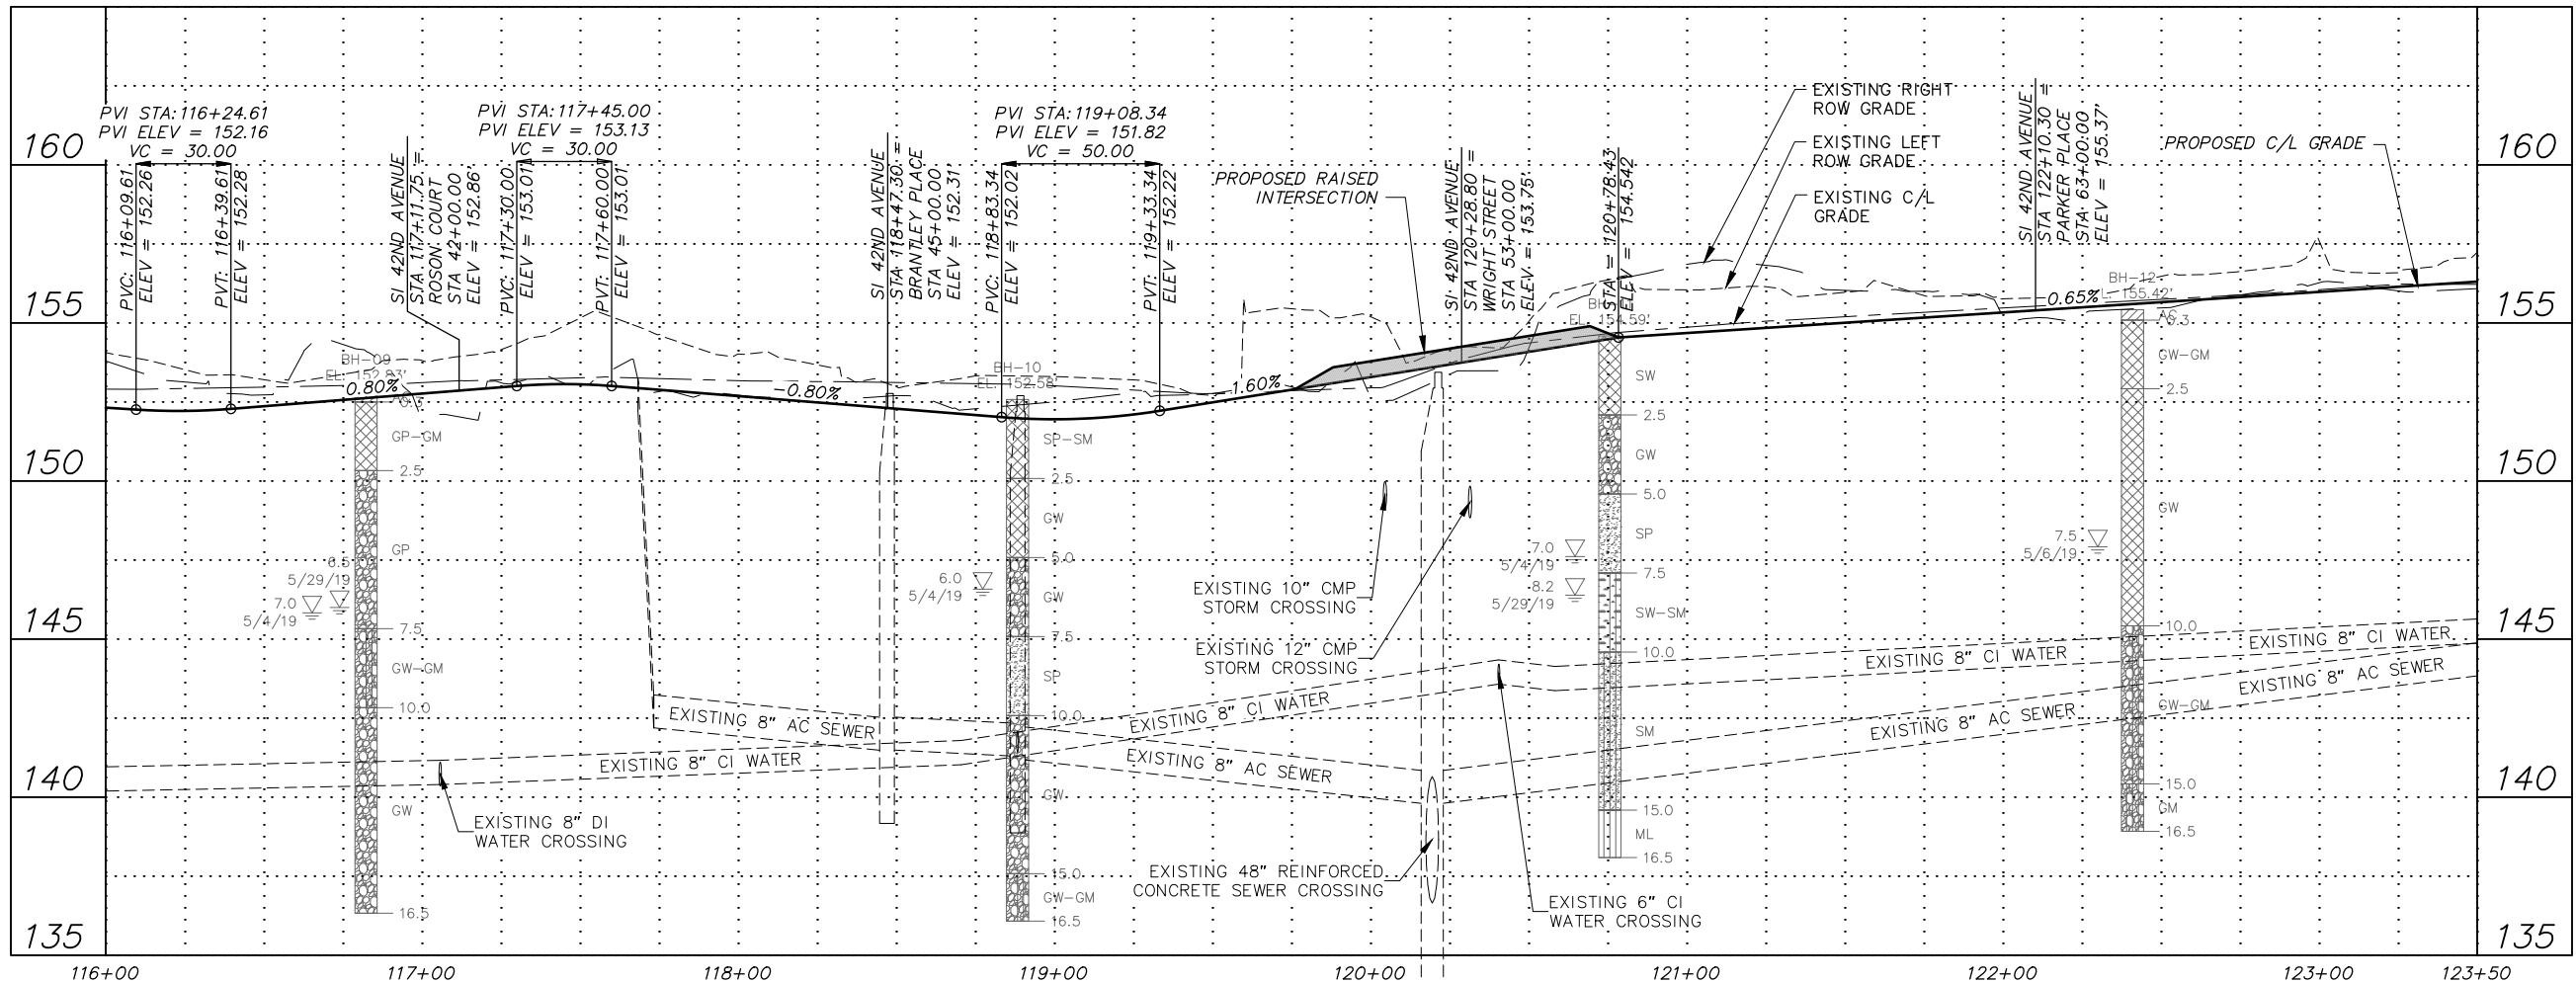 PVI STA:116+24.61
PVI ELEV = 152.16
VC = 30.00
PVC: 116+09.61
ELEV = 152.26
PVT: 116+39.61
ELEV = 152.28
SI 42ND AVENUE
STA 117+11.75 =
ROSON COURT
STA 42+00.00
ELEV = 152.86'
PVI STA:117+45.00
PVI ELEV = 153.13
VC = 30.00
PVC: 117+30.00
ELEV = 153.01
PVT: 117+60.00
ELEV = 153.01
SI 42ND AVENUE
STA 118+47.30 =
BRANTLEY PLACE
STA 45+00.00
ELEV = 152.31'
PVI STA:119+08.34
PVI ELEV = 151.82
VC = 50.00
PVC: 118+83.34
ELEV = 152.02
PVT: 119+33.34
ELEV = 152.22
PROPOSED RAISED
INTERSECTION
SI 42ND AVENUE
STA 120+28.80 =
WRIGHT STREET
STA 53+00.00
ELEV = 153.75'
STA = 120+78.43
ELEV = 154.542
EXISTING RIGHT
ROW GRADE
EXISTING LEFT
ROW GRADE
EXISTING C/L
GRADE
SI 42ND AVENUE
STA 122+10.30 =
PARKER PLACE
STA 63+00.00
ELEV = 155.37'
PROPOSED C/L GRADE
160
155
150
145
140
135
160
155
150
145
140
135
0.80%
0.80%
1.60%
0.65%
BH-09
EL. 152.83'
0.3
GP-GM
2.5
GP
6.5
5/29/19
7.0
5/4/19
7.5
GW-GM
10.0
GW
16.5
BH-10
EL. 152.58'
SP-SM
2.5
GW
5.0
6.0
5/4/19
GW
7.5
SP
10.0
GW
15.0
GW-GM
16.5
EL. 154.59'
SW
2.5
GW
5.0
SP
7.0
5/4/19
7.5
8.2
5/29/19
SW-SM
10.0
SM
15.0
ML
16.5
BH-12
EL. 155.42'
AC
0.3
GW-GM
2.5
GW
7.5
5/6/19
10.0
GW-GM
15.0
GM
16.5
EXISTING 10" CMP
STORM CROSSING
EXISTING 12" CMP
STORM CROSSING
EXISTING 8" AC SEWER
EXISTING 8" CI WATER
EXISTING 8" CI WATER
EXISTING 8" AC SEWER
EXISTING 8" CI WATER
EXISTING 8" CI WATER
EXISTING 8" AC SEWER
EXISTING 8" AC SEWER
EXISTING 8" DI
WATER CROSSING
EXISTING 48" REINFORCED
CONCRETE SEWER CROSSING
EXISTING 6" CI
WATER CROSSING
116+00
117+00
118+00
119+00
120+00
121+00
122+00
123+00
123+50